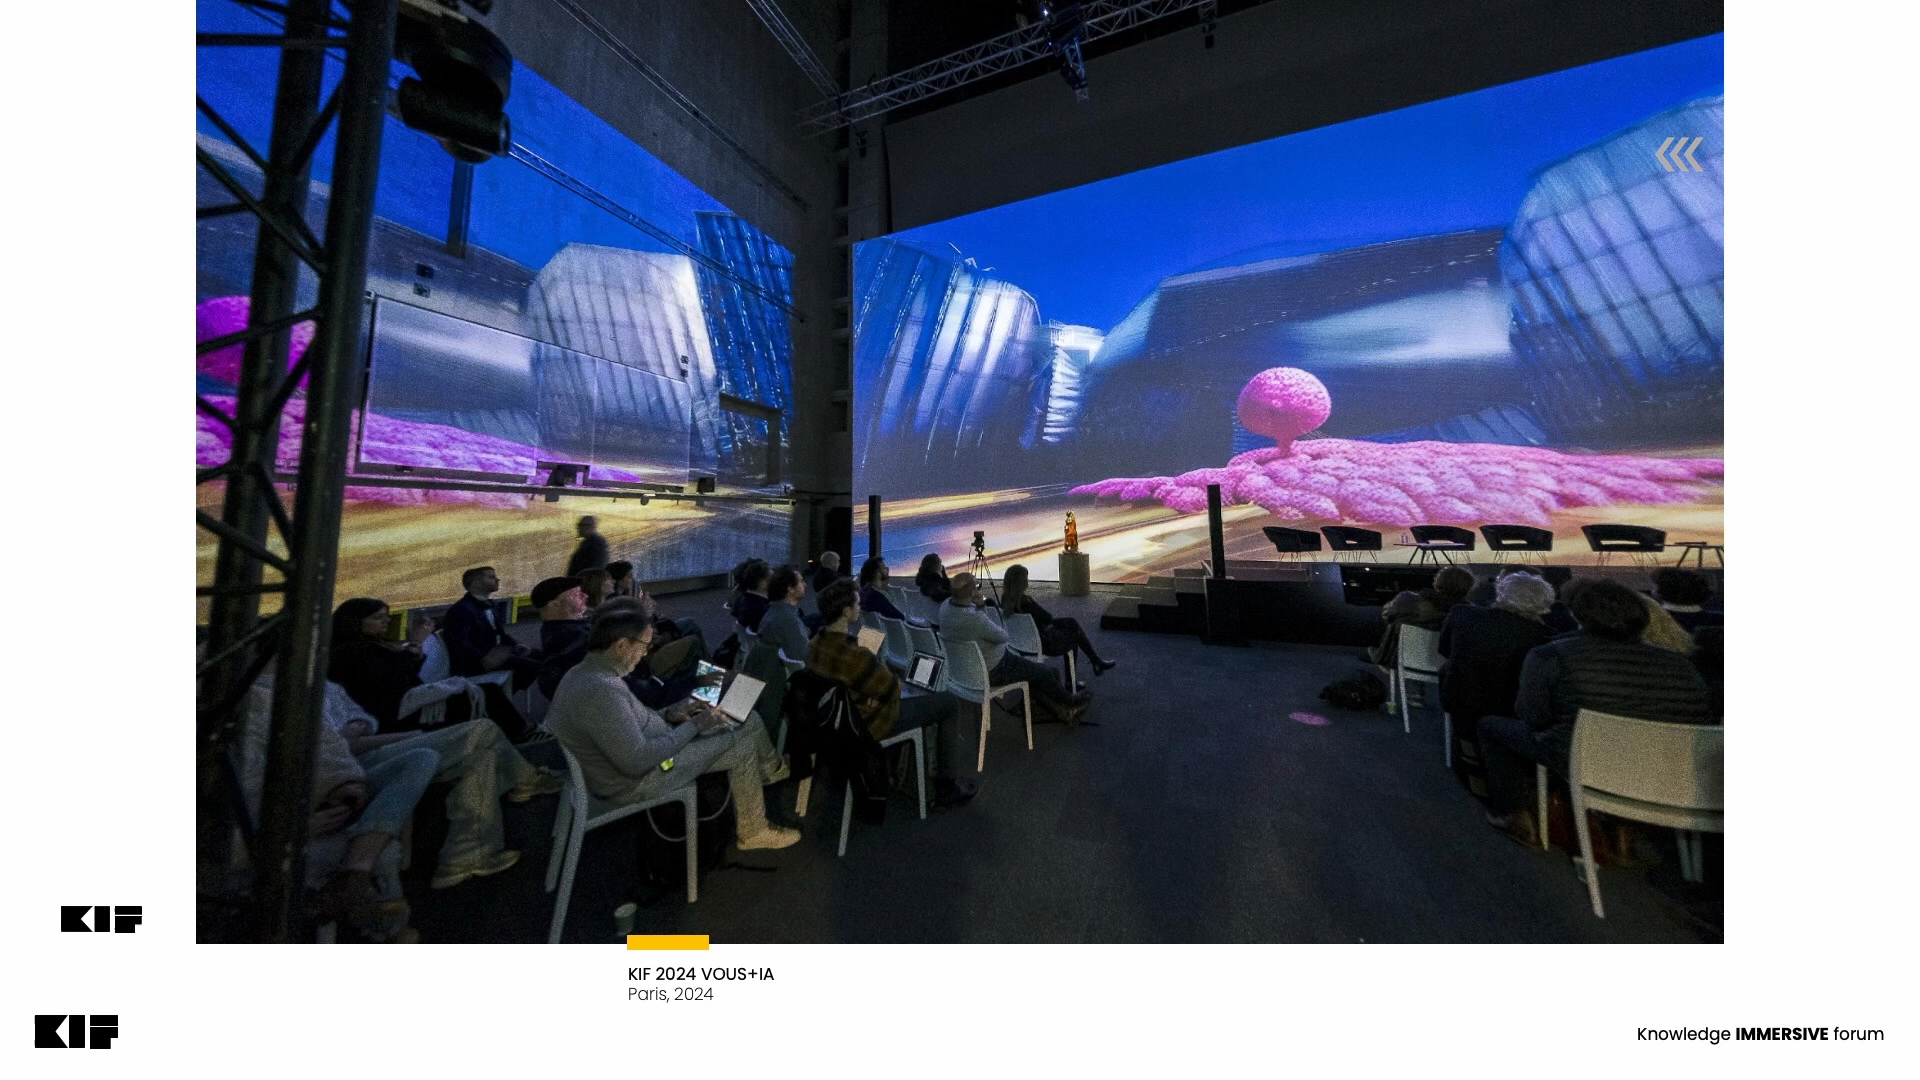 KIF
KIF 2024 VOUS+IA
Paris, 2024
KIF
Knowledge IMMERSIVE forum